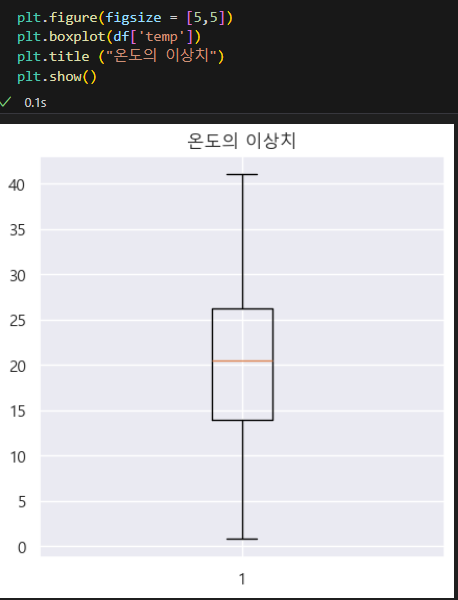 plt.figure(figsize = [5,5])
plt.boxplot(df['temp'])
plt.title ("온도의 이상치")
plt.show()
✓ 0.1s
온도의 이상치
40
35
30
25
20
15
10
5
0
1